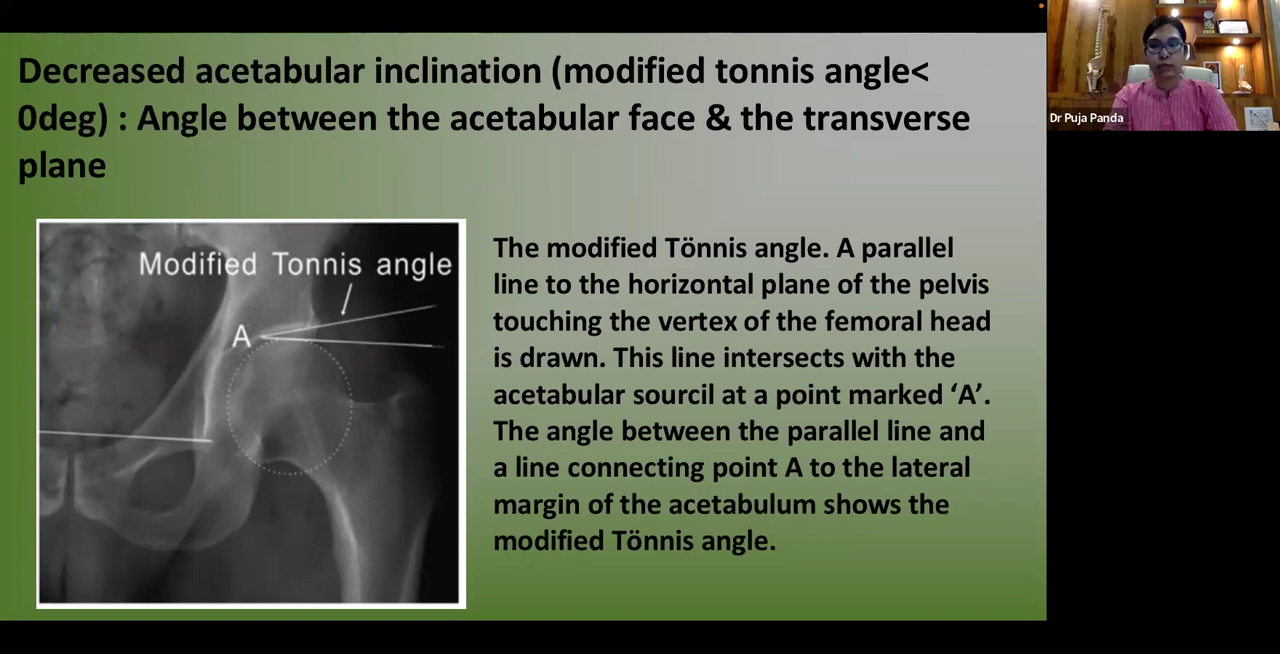 Decreased acetabular inclination (modified tonnis angle<
0deg) : Angle between the acetabular face & the transverse
plane
Modified Tonnis angle
A
The modified Tönnis angle. A parallel
line to the horizontal plane of the pelvis
touching the vertex of the femoral head
is drawn. This line intersects with the
acetabular sourcil at a point marked ‘A’.
The angle between the parallel line and
a line connecting point A to the lateral
margin of the acetabulum shows the
modified Tönnis angle.
Dr Puja Panda